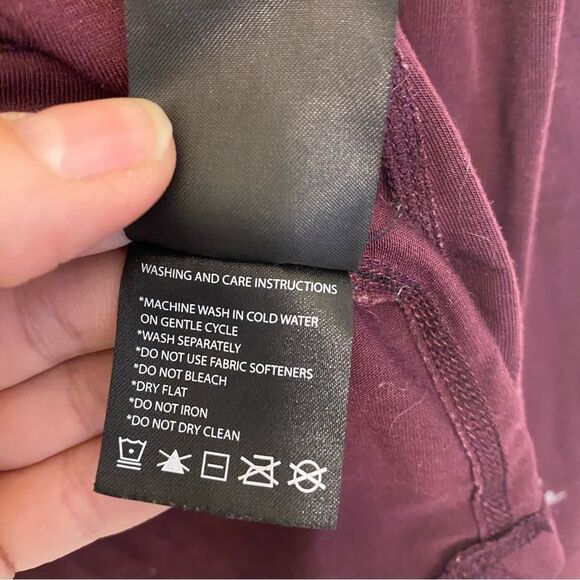 WASHING AND CARE INSTRUCTIONS
*MACHINE WASH IN COLD WATER
ON GENTLE CYCLE
*WASH SEPARATELY
*DO NOT USE FABRIC SOFTENERS
*DO NOT BLEACH
*DRY FLAT
*DO NOT IRON
*DO NOT DRY CLEAN